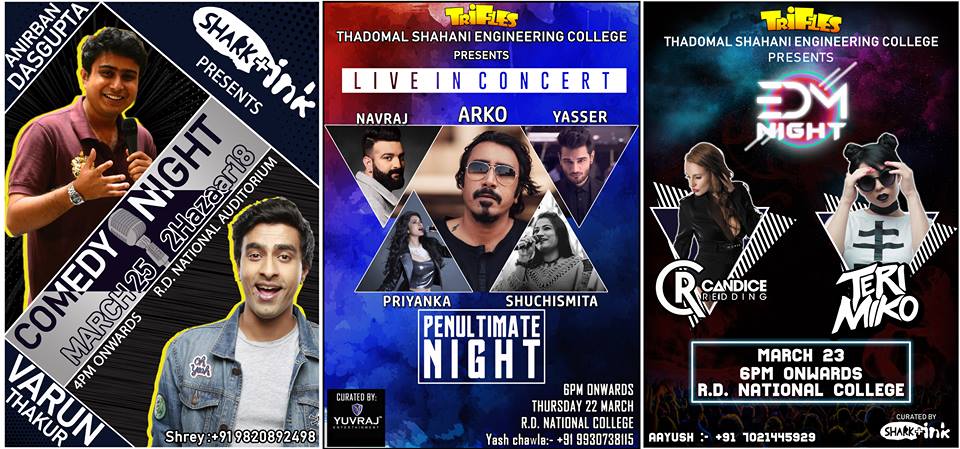 ANIRBAN
DASGUPTA
SHARK+ink
PRESENTS
COMEDY NIGHT
MARCH 25 2Hazaar18
4PM ONWARDS R.D. NATIONAL AUDITORIUM
VARUN
THAKUR
Shrey :+91 9820892498
TRIFLES
THADOMAL SHAHANI ENGINEERING COLLEGE
PRESENTS
LIVE IN CONCERT
NAVRAJ ARKO YASSER
PRIYANKA SHUCHISMITA
PENULTIMATE
NIGHT
CURATED BY:
YUVRAJ
ENTERTAINMENT
6PM ONWARDS
THURSDAY 22 MARCH
R.D. NATIONAL COLLEGE
Yash chawla:- +91 9930738115
TRIFLES
THADOMAL SHAHANI ENGINEERING COLLEGE
PRESENTS
EDM
NIGHT
CR CANDICE
REDDING
TERI
MIKO
MARCH 23
6PM ONWARDS
R.D. NATIONAL COLLEGE
CURATED BY
SHARK+ink
AAYUSH :- +91 7021445929